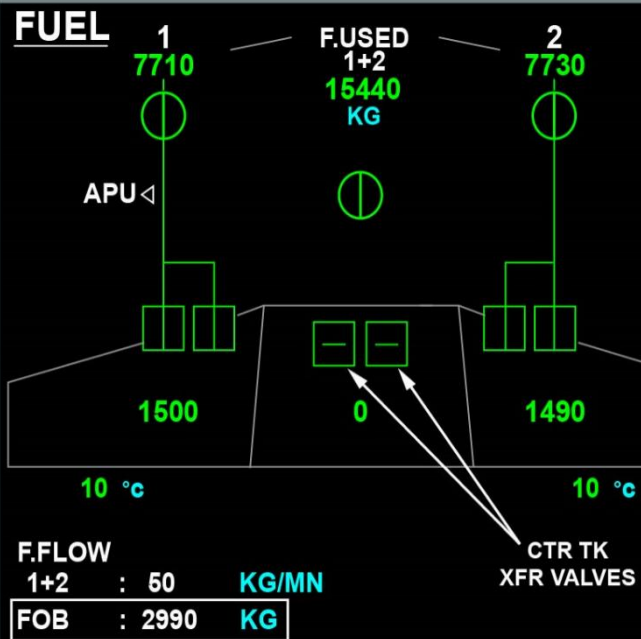 FUEL
1
F.USED
2
7710
1+2
7730
15440
KG
APU
1500
0
1490
10 °c
10 °c
F.FLOW
1+2 : 50 KG/MN
FOB : 2990 KG
CTR TK
XFR VALVES